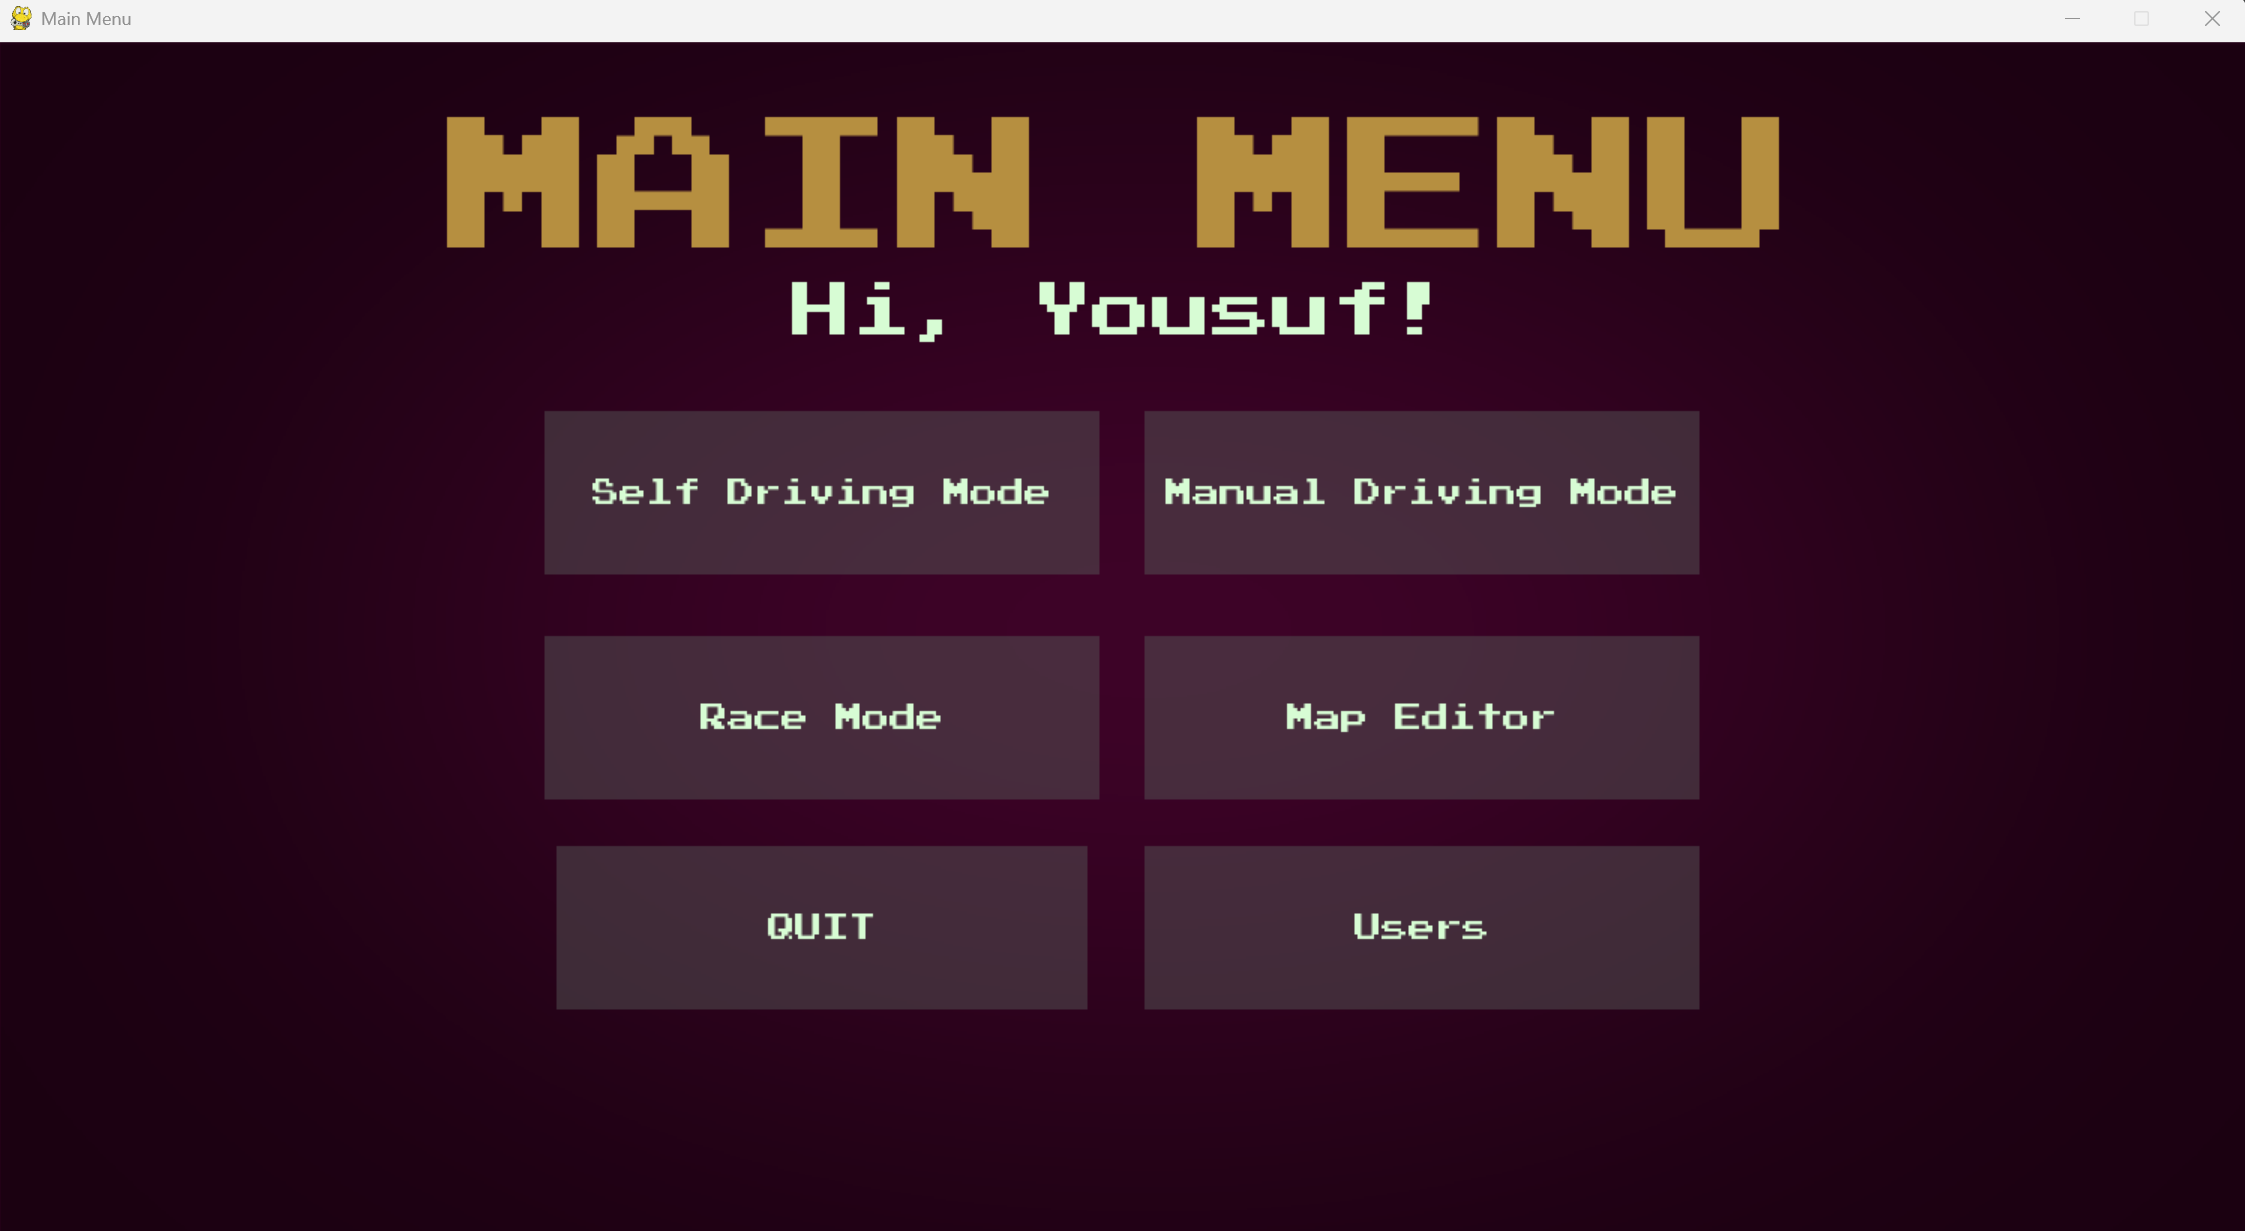 Main Menu
MAIN MENU
Hi, Yousuf!
Self Driving Mode
Manual Driving Mode
Race Mode
Map Editor
QUIT
Users